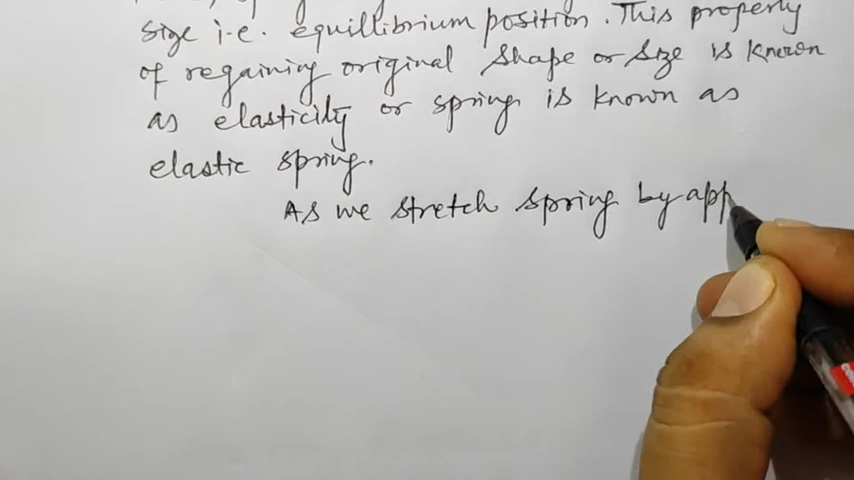 size i.e. equillibrium position. This property
of regaining original shape or size is known
as elasticity or spring is known as
elastic spring.
As we stretch spring by app